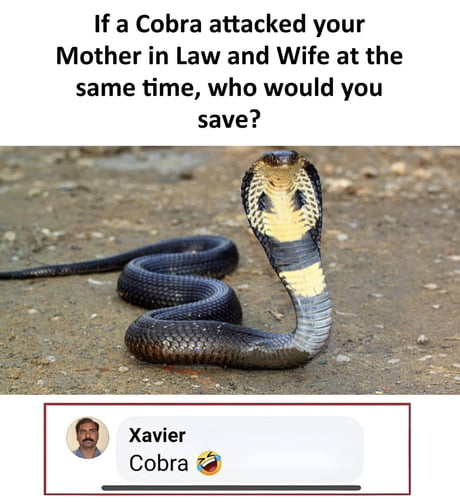 If a Cobra attacked your
Mother in Law and Wife at the
same time, who would you
save?
Xavier
Cobra 🤣